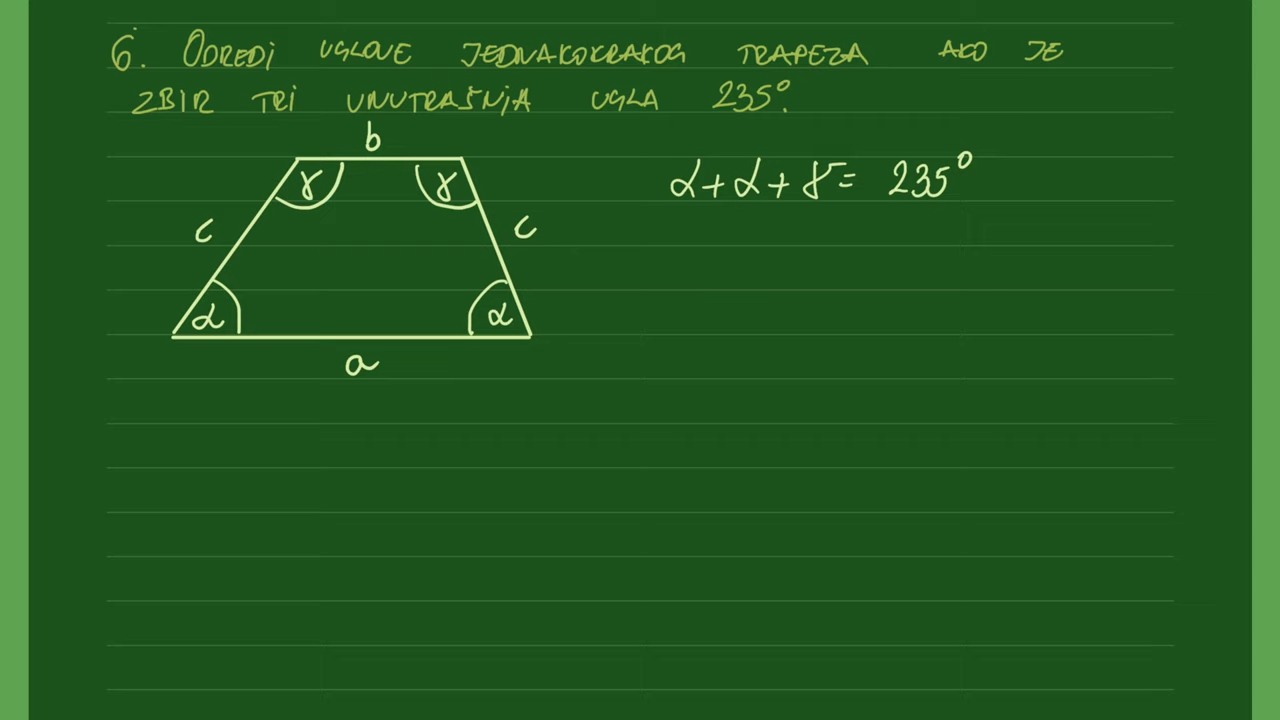 6. ODREDI UGLOVE JEDNAKOKRAKOG TRAPEZA AKO JE
ZBIR TRI UNUTRAŠNJA UGLA 235°.
b
α+α+γ= 235°
γ γ
c c
α α
a